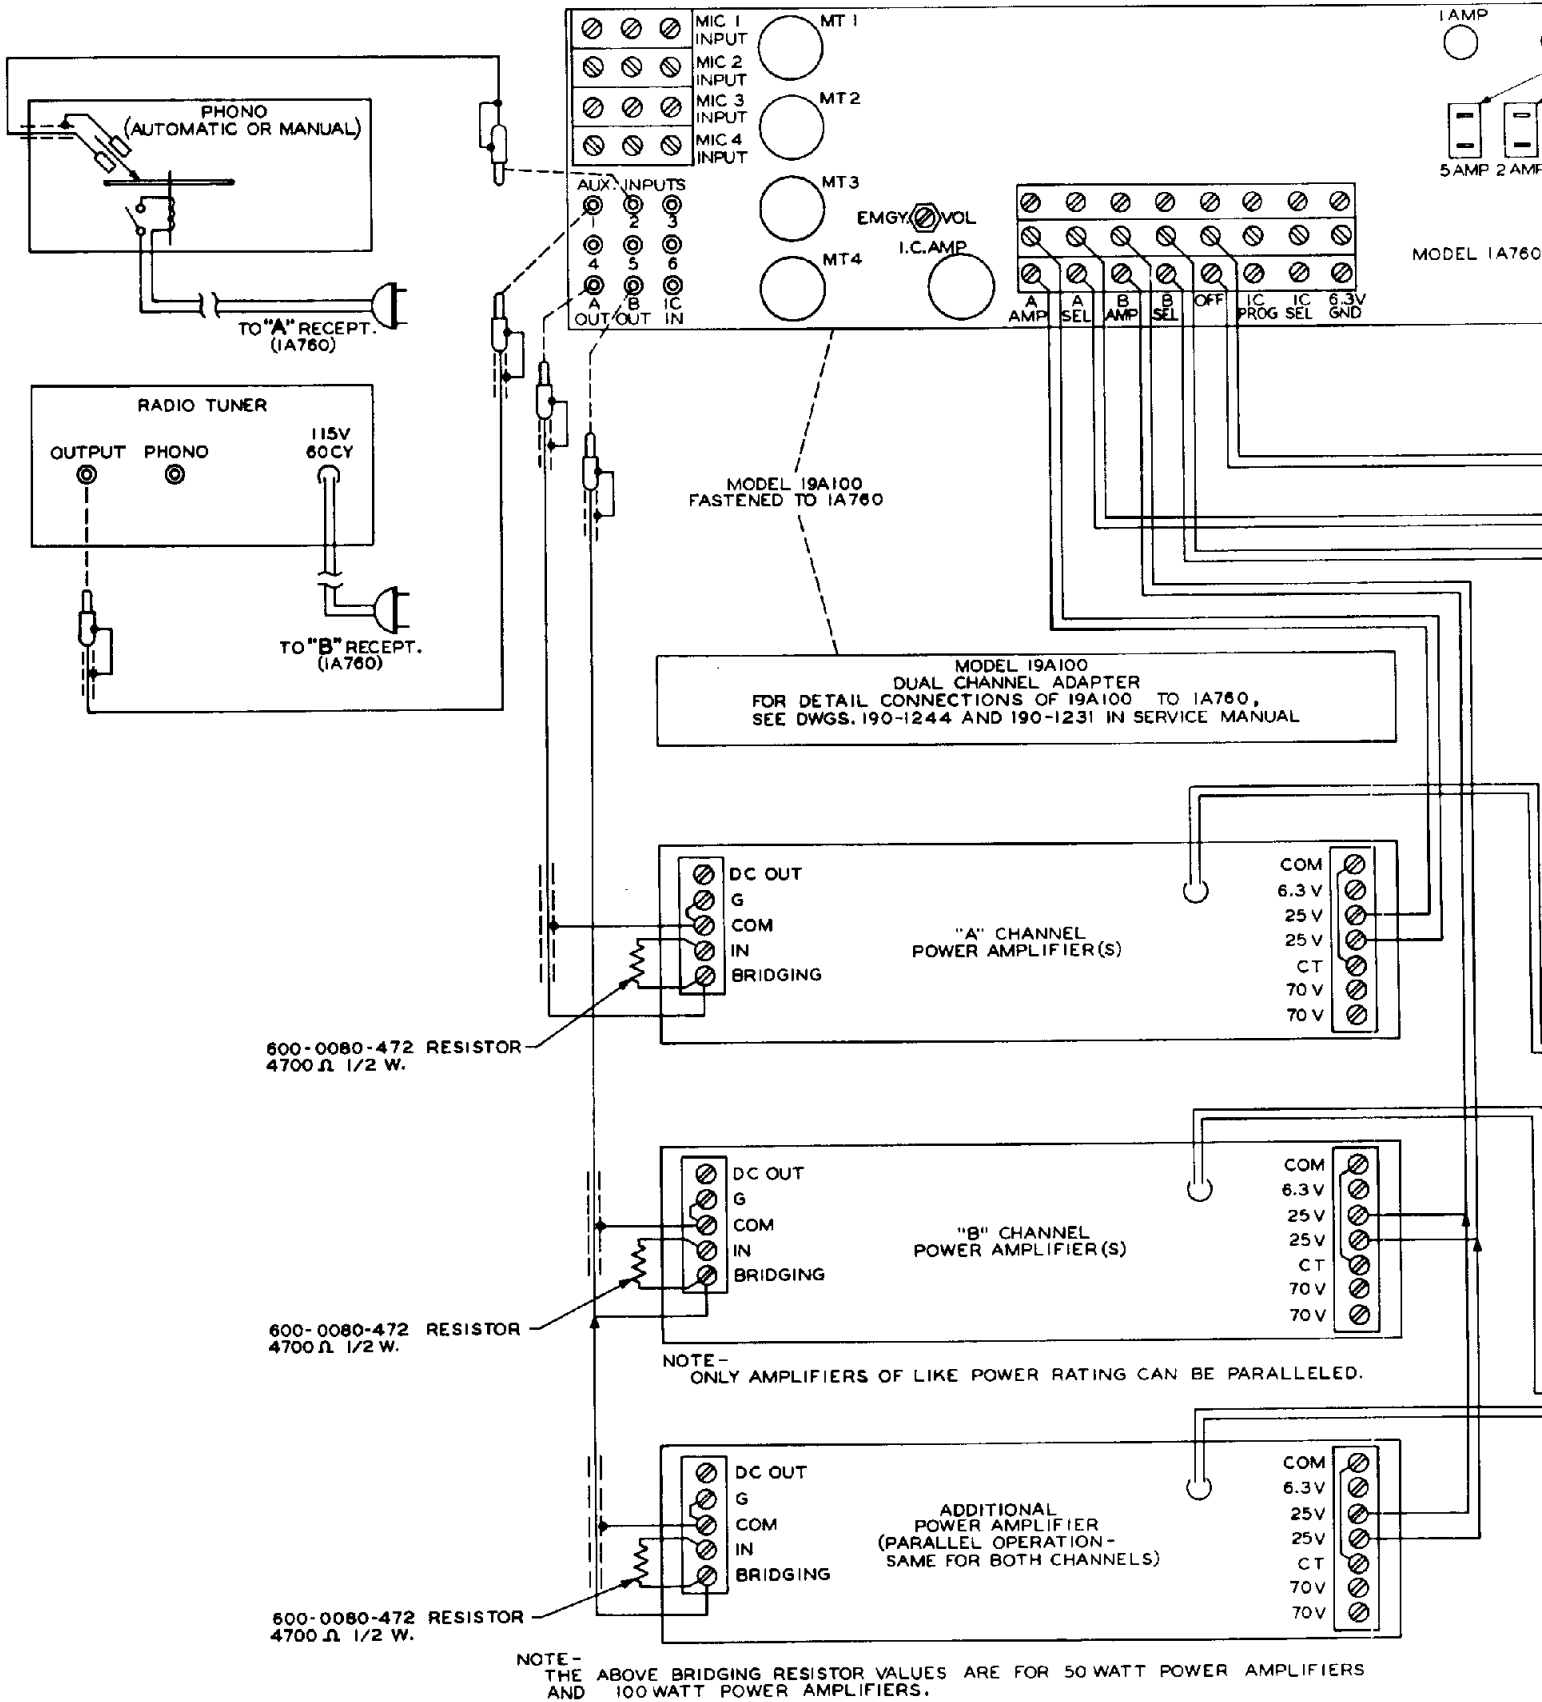 MIC 1
INPUT
MIC 2
INPUT
MIC 3
INPUT
MIC 4
INPUT
MT 1
MT 2
MT3
MT4
1 AMP
5 AMP 2 AMP
PHONO
(AUTOMATIC OR MANUAL)
AUX. INPUTS
1 2 3
4 5 6
A
OUT
B
OUT
IC
IN
EMGY. VOL
I.C. AMP
MODEL 1A760
A
AMP
A
SEL
B
AMP
B
SEL
OFF
IC
PROG
IC
SEL
6.3V
GND
TO "A" RECEPT.
(1A760)
RADIO TUNER
OUTPUT PHONO
115V
60CY
TO "B" RECEPT.
(1A760)
MODEL 19A100
FASTENED TO 1A760
MODEL 19A100
DUAL CHANNEL ADAPTER
FOR DETAIL CONNECTIONS OF 19A100 TO 1A760,
SEE DWGS. 190-1244 AND 190-1231 IN SERVICE MANUAL
DC OUT
G
COM
IN
BRIDGING
"A" CHANNEL
POWER AMPLIFIER(S)
COM
6.3 V
25 V
25 V
CT
70 V
70 V
600-0080-472 RESISTOR
4700 Ω 1/2 W.
DC OUT
G
COM
IN
BRIDGING
"B" CHANNEL
POWER AMPLIFIER(S)
COM
6.3 V
25 V
25 V
CT
70 V
70 V
600-0080-472 RESISTOR
4700 Ω 1/2 W.
NOTE-
ONLY AMPLIFIERS OF LIKE POWER RATING CAN BE PARALLELED.
DC OUT
G
COM
IN
BRIDGING
ADDITIONAL
POWER AMPLIFIER
(PARALLEL OPERATION-
SAME FOR BOTH CHANNELS)
COM
6.3 V
25V
25V
CT
70V
70V
600-0080-472 RESISTOR
4700 Ω 1/2 W.
NOTE-
THE ABOVE BRIDGING RESISTOR VALUES ARE FOR 50 WATT POWER AMPLIFIERS
AND 100 WATT POWER AMPLIFIERS.